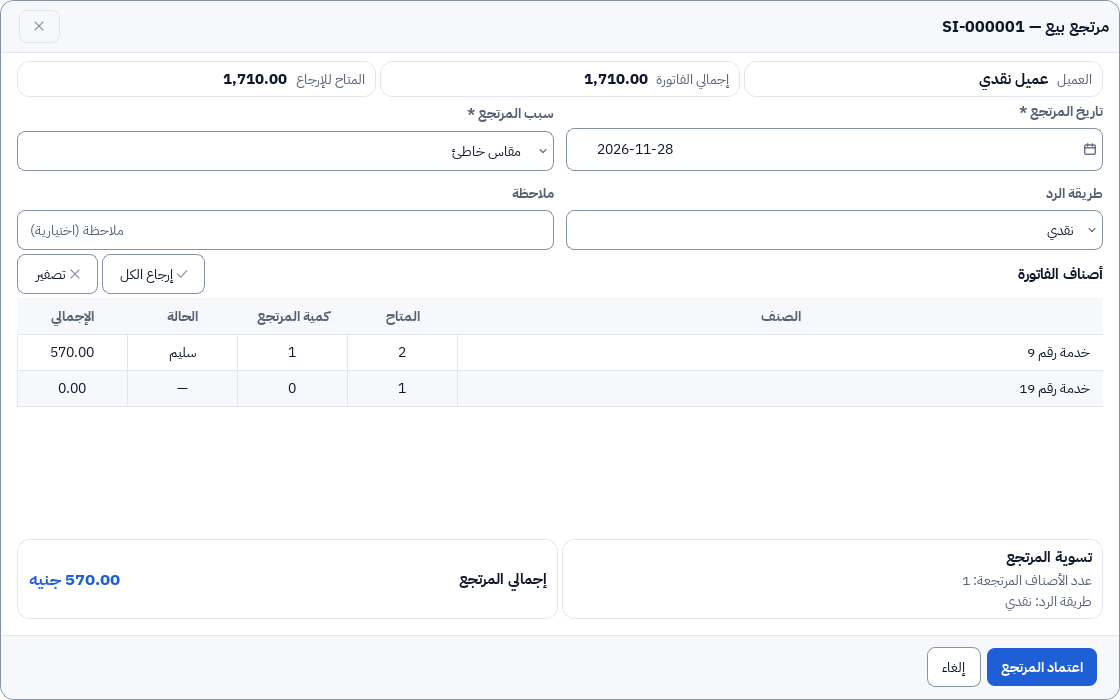 مرتجع بيع — SI-000001
العميل عميل نقدي
إجمالي الفاتورة 1,710.00
المتاح للإرجاع 1,710.00
تاريخ المرتجع *
سبب المرتجع *
2026-11-28
مقاس خاطئ
طريقة الرد
ملاحظة
نقدي
ملاحظة (اختيارية)
أصناف الفاتورة
إرجاع الكل
تصفير
الصنف المتاح كمية المرتجع الحالة الإجمالي
خدمة رقم 9 2 1 سليم 570.00
خدمة رقم 19 1 0 — 0.00
تسوية المرتجع
عدد الأصناف المرتجعة: 1
طريقة الرد: نقدي
إجمالي المرتجع 570.00 جنيه
اعتماد المرتجع
إلغاء